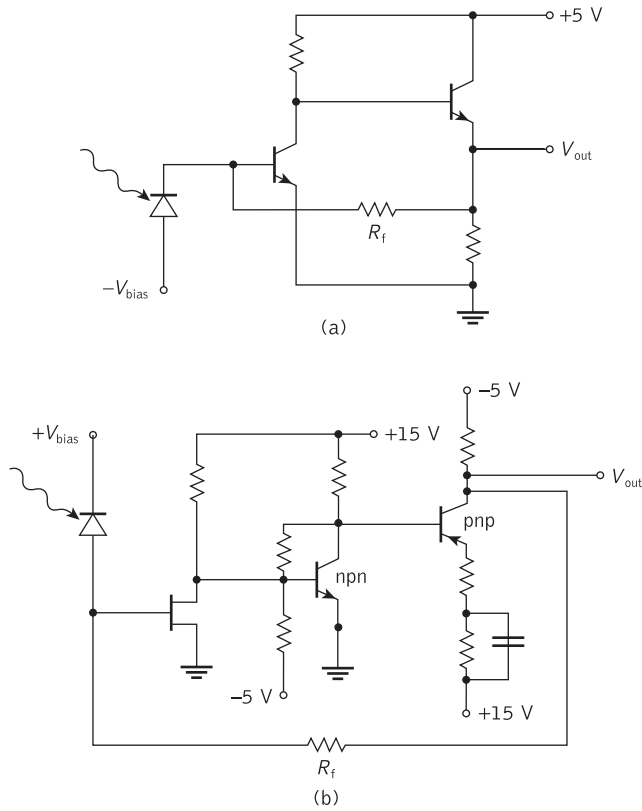 +5 V
V_out
R_f
−V_bias
(a)
−5 V
+V_bias
+15 V
V_out
pnp
npn
−5 V
+15 V
R_f
(b)